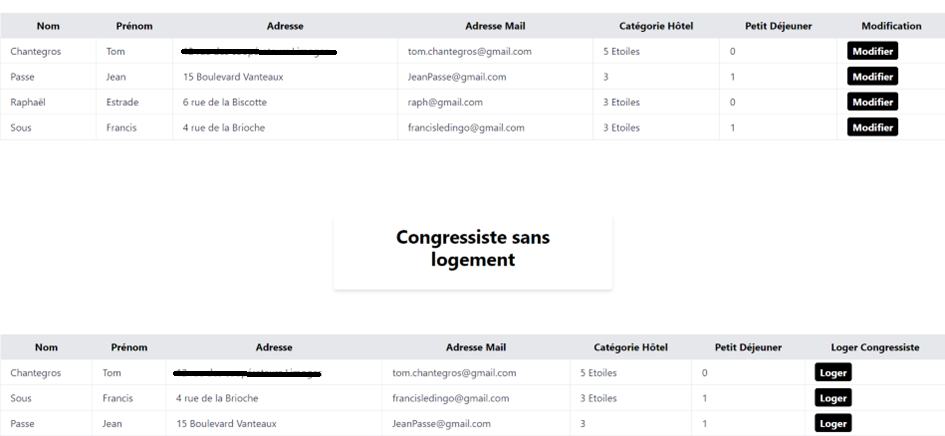 Nom Prénom Adresse Adresse Mail Catégorie Hôtel Petit Déjeuner Modification
Chantegros Tom tom.chantegros@gmail.com 5 Etoiles 0 Modifier
Passe Jean 15 Boulevard Vanteaux JeanPasse@gmail.com 3 1 Modifier
Raphaël Estrade 6 rue de la Biscotte raph@gmail.com 3 Etoiles 0 Modifier
Sous Francis 4 rue de la Brioche francisledingo@gmail.com 3 Etoiles 1 Modifier
Congressiste sans
logement
Nom Prénom Adresse Adresse Mail Catégorie Hôtel Petit Déjeuner Loger Congressiste
Chantegros Tom tom.chantegros@gmail.com 5 Etoiles 0 Loger
Sous Francis 4 rue de la Brioche francisledingo@gmail.com 3 Etoiles 1 Loger
Passe Jean 15 Boulevard Vanteaux JeanPasse@gmail.com 3 1 Loger